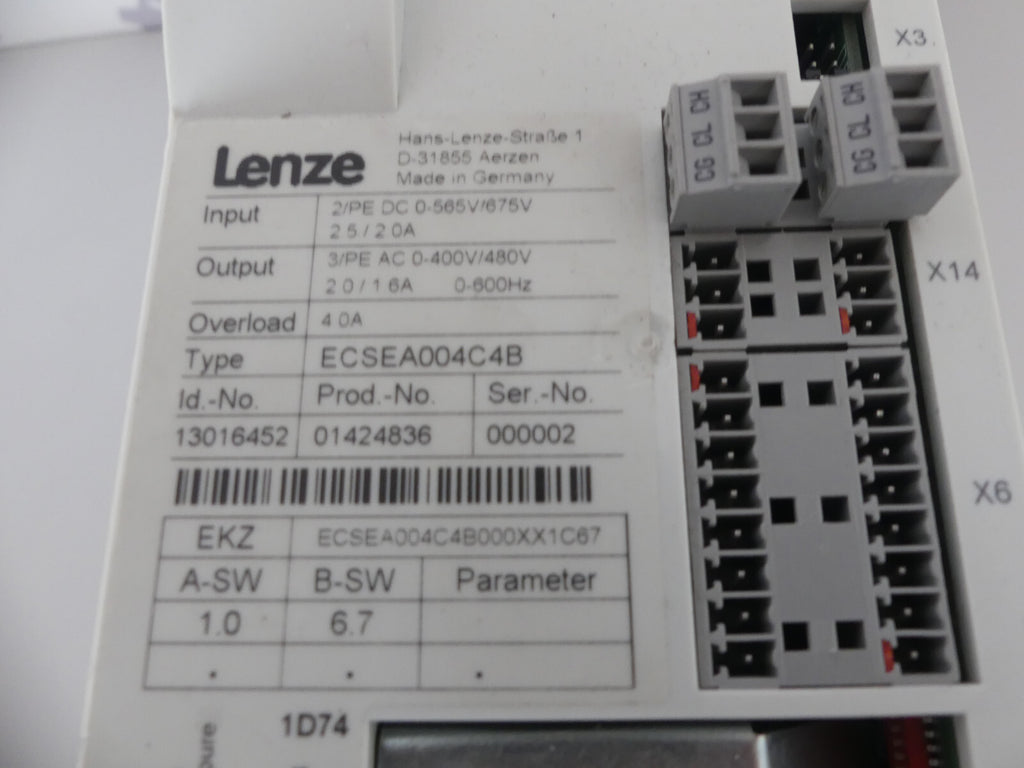 X3
CG CL CH
CG CL CH
Lenze
Hans-Lenze-Straße 1
D-31855 Aerzen
Made in Germany
Input 2/PE DC 0-565V/675V
2.5 / 2.0A
Output 3/PE AC 0-400V/480V
2.0 / 1.6A 0-600Hz
X14
Overload 4.0A
Type ECSEA004C4B
Id.-No. Prod.-No. Ser.-No.
13016452 01424836 000002
X6
EKZ ECSEA004C4B000XX1C67
A-SW B-SW Parameter
1.0 6.7
. . .
1D74